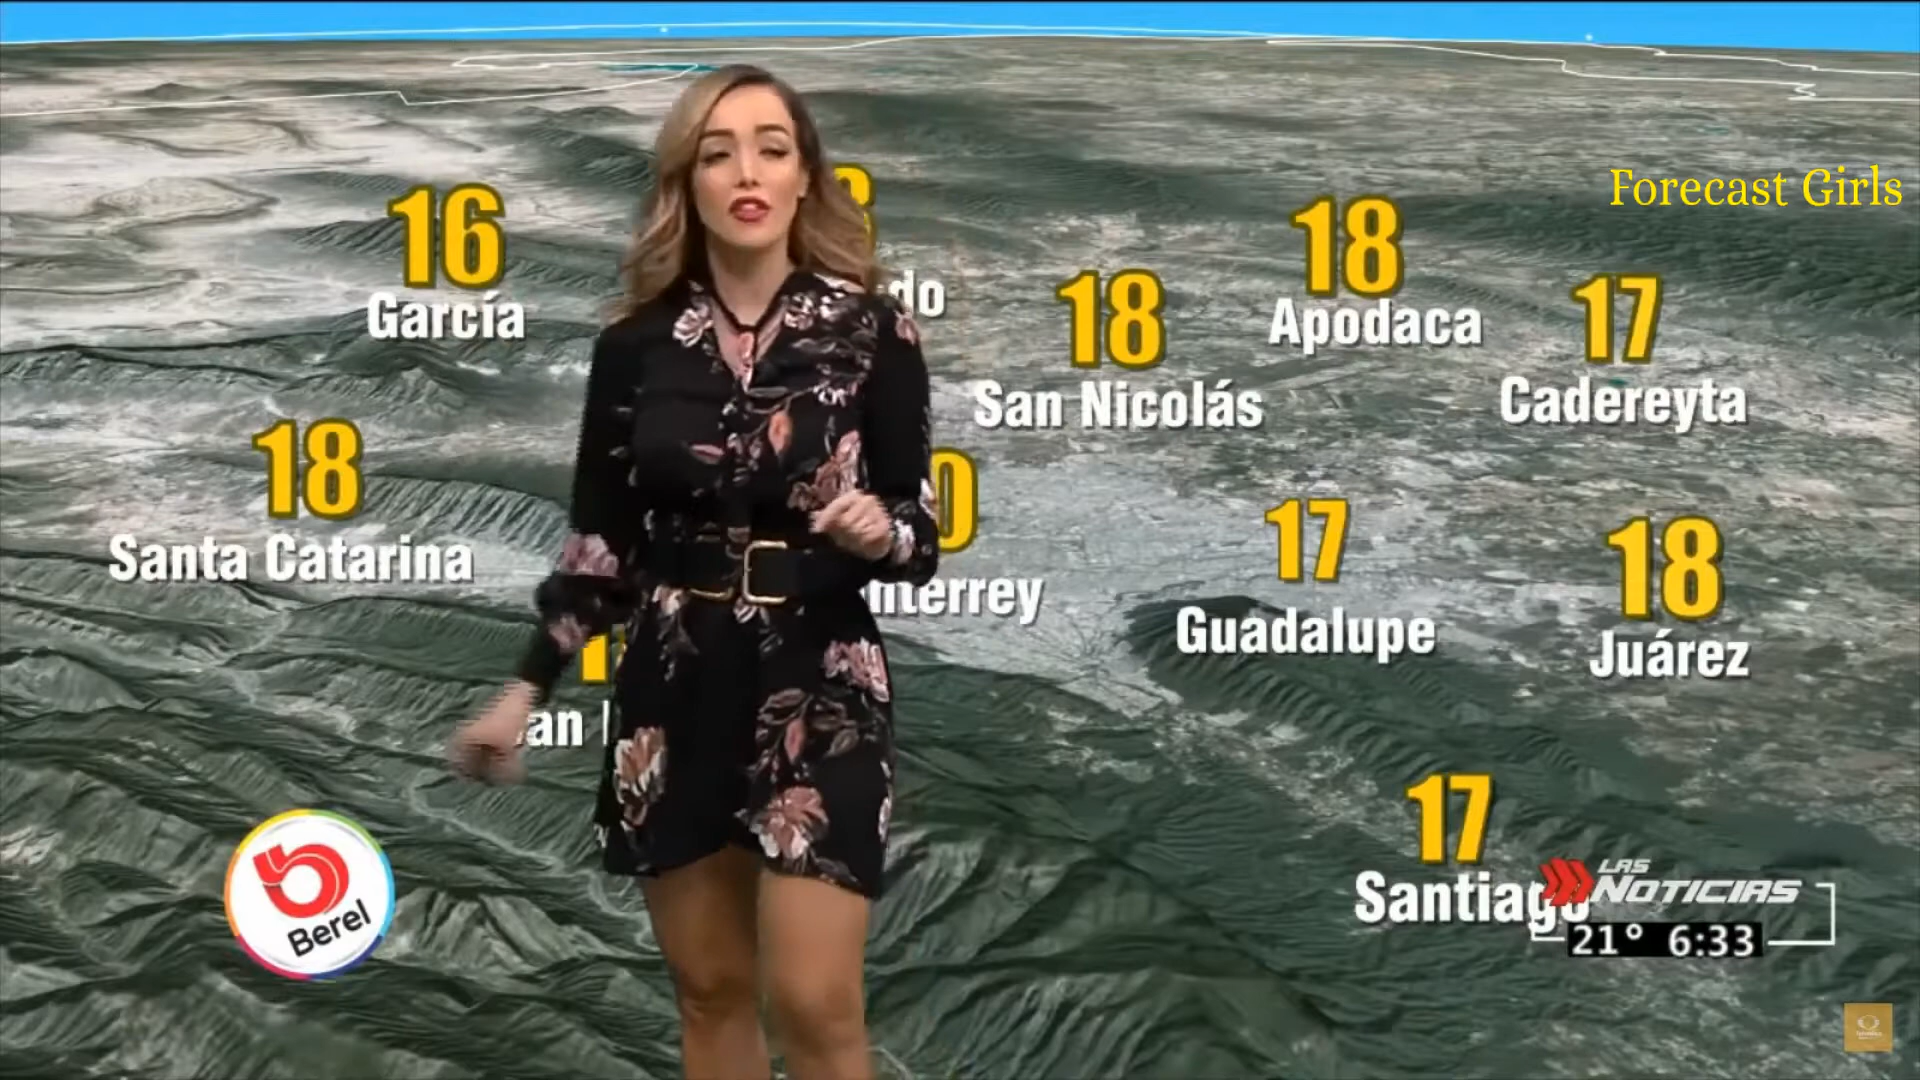 Forecast Girls
16
García
18
Apodaca
18
San Nicolás
17
Cadereyta
18
Santa Catarina
17
Guadalupe
18
Juárez
17
Santiago
LAS
NOTICIAS
21° 6:33
Berel